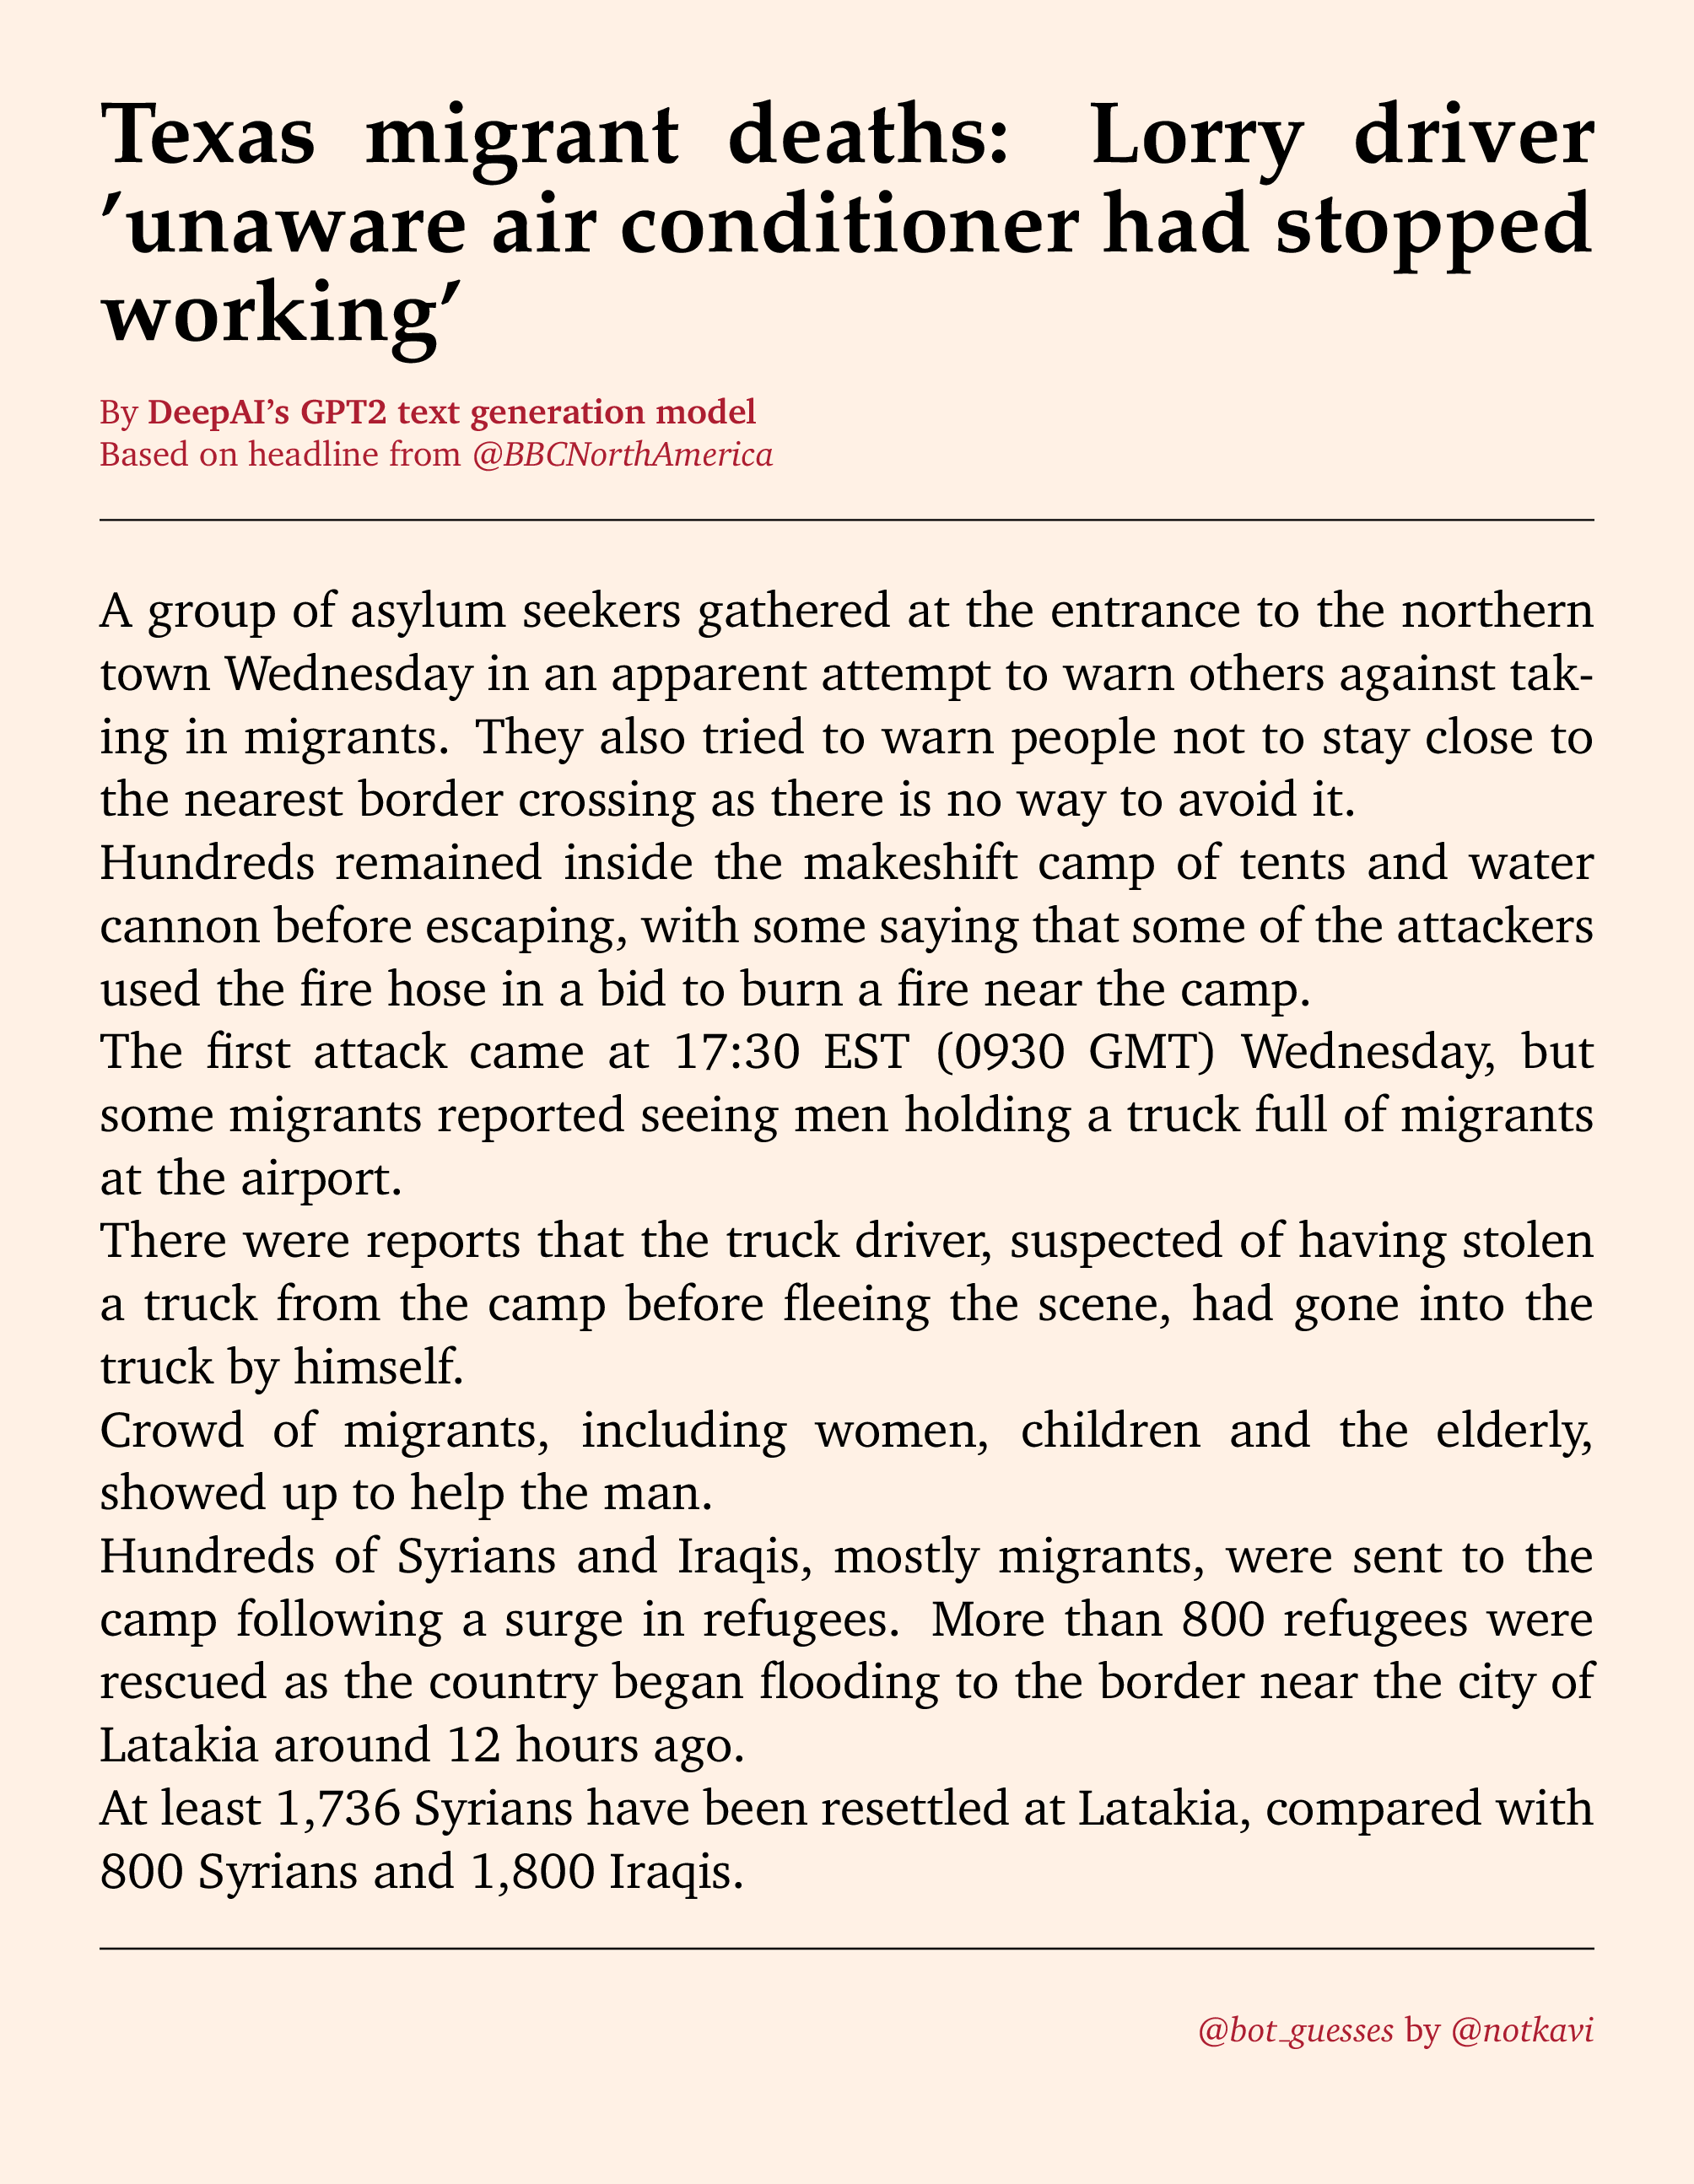 Texas migrant deaths: Lorry driver
'unaware air conditioner had stopped
working'
By DeepAI's GPT2 text generation model
Based on headline from @BBCNorthAmerica
A group of asylum seekers gathered at the entrance to the northern
town Wednesday in an apparent attempt to warn others against tak-
ing in migrants. They also tried to warn people not to stay close to
the nearest border crossing as there is no way to avoid it.
Hundreds remained inside the makeshift camp of tents and water
cannon before escaping, with some saying that some of the attackers
used the fire hose in a bid to burn a fire near the camp.
The first attack came at 17:30 EST (0930 GMT) Wednesday, but
some migrants reported seeing men holding a truck full of migrants
at the airport.
There were reports that the truck driver, suspected of having stolen
a truck from the camp before fleeing the scene, had gone into the
truck by himself.
Crowd of migrants, including women, children and the elderly,
showed up to help the man.
Hundreds of Syrians and Iraqis, mostly migrants, were sent to the
camp following a surge in refugees. More than 800 refugees were
rescued as the country began flooding to the border near the city of
Latakia around 12 hours ago.
At least 1,736 Syrians have been resettled at Latakia, compared with
800 Syrians and 1,800 Iraqis.
@bot_guesses by @notkavi